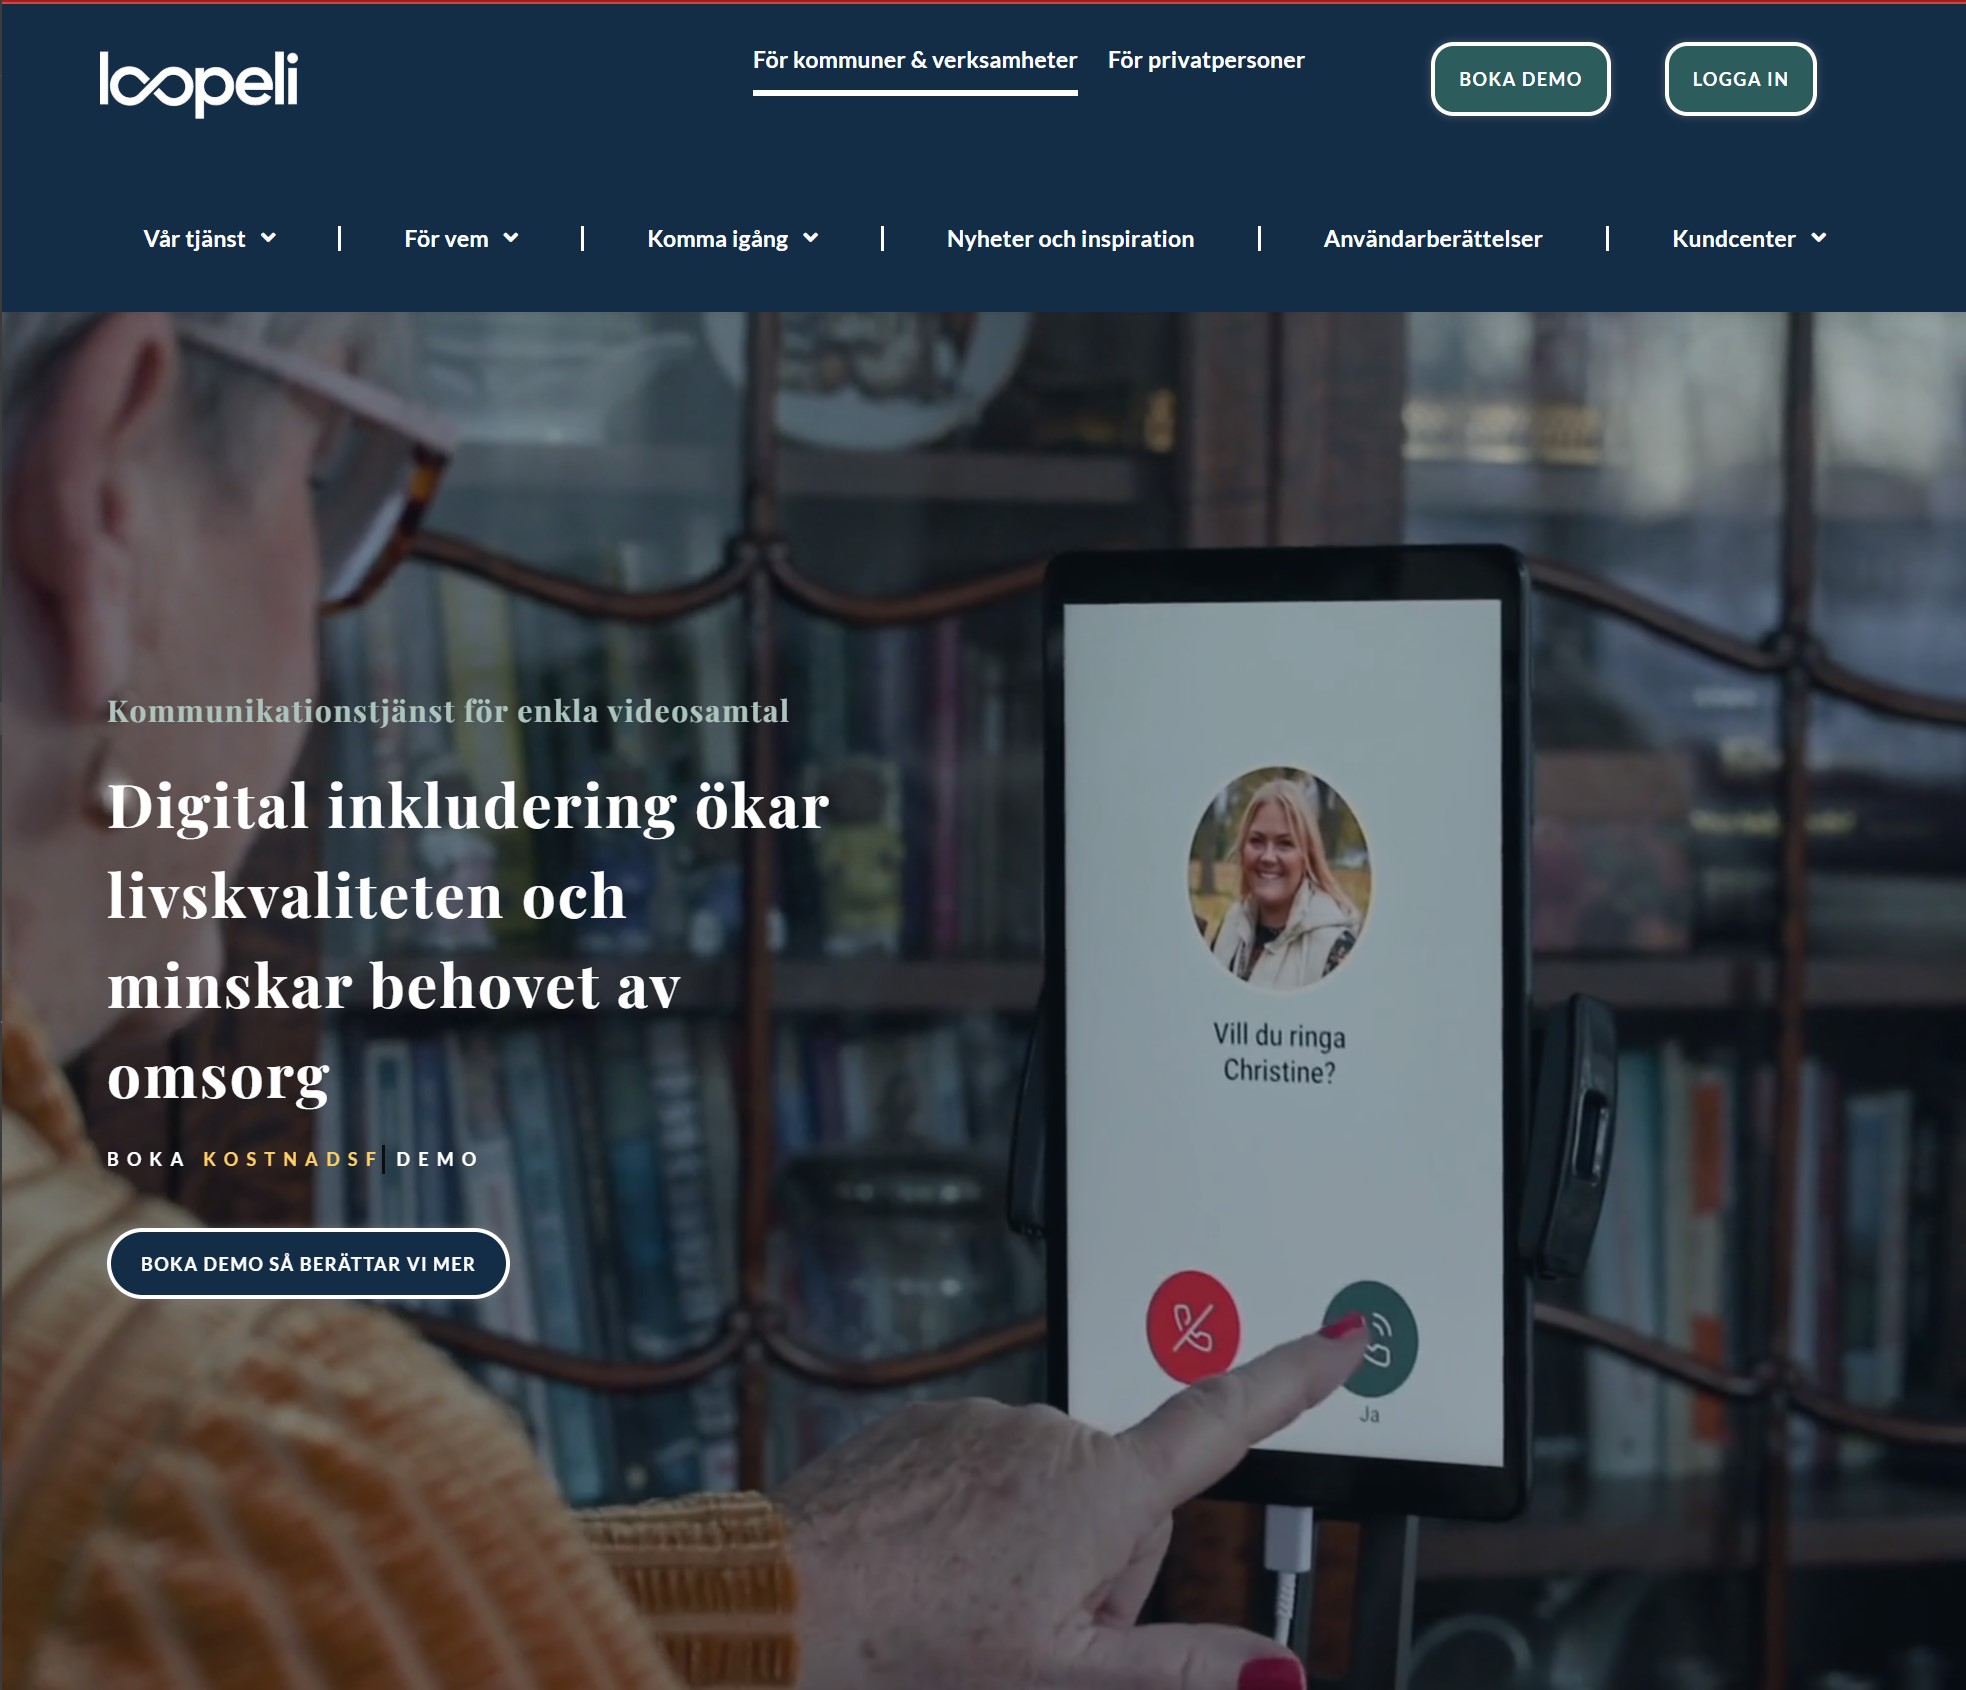 loopeli
För kommuner & verksamheter
För privatpersoner
BOKA DEMO
LOGGA IN
Vår tjänst
För vem
Komma igång
Nyheter och inspiration
Användarberättelser
Kundcenter
Kommunikationstjänst för enkla videosamtal
Digital inkludering ökar
livskvaliteten och
minskar behovet av
omsorg
BOKA KOSTNADSF DEMO
BOKA DEMO SÅ BERÄTTAR VI MER
Vill du ringa
Christine?
Ja